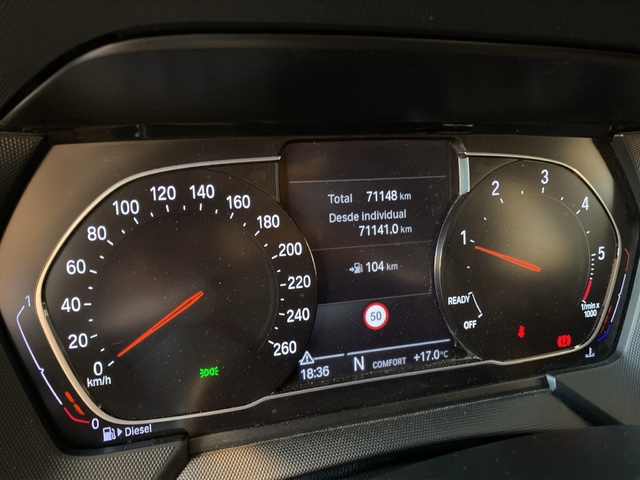 Total 71148 km
Desde individual
71141.0 km
104 km
50
0
20
40
60
80
100
120
140
160
180
200
220
240
260
km/h
1
2
3
4
5
READY
OFF
1/min x
1000
1
0
Diesel
18:36
N COMFORT +17.0°C